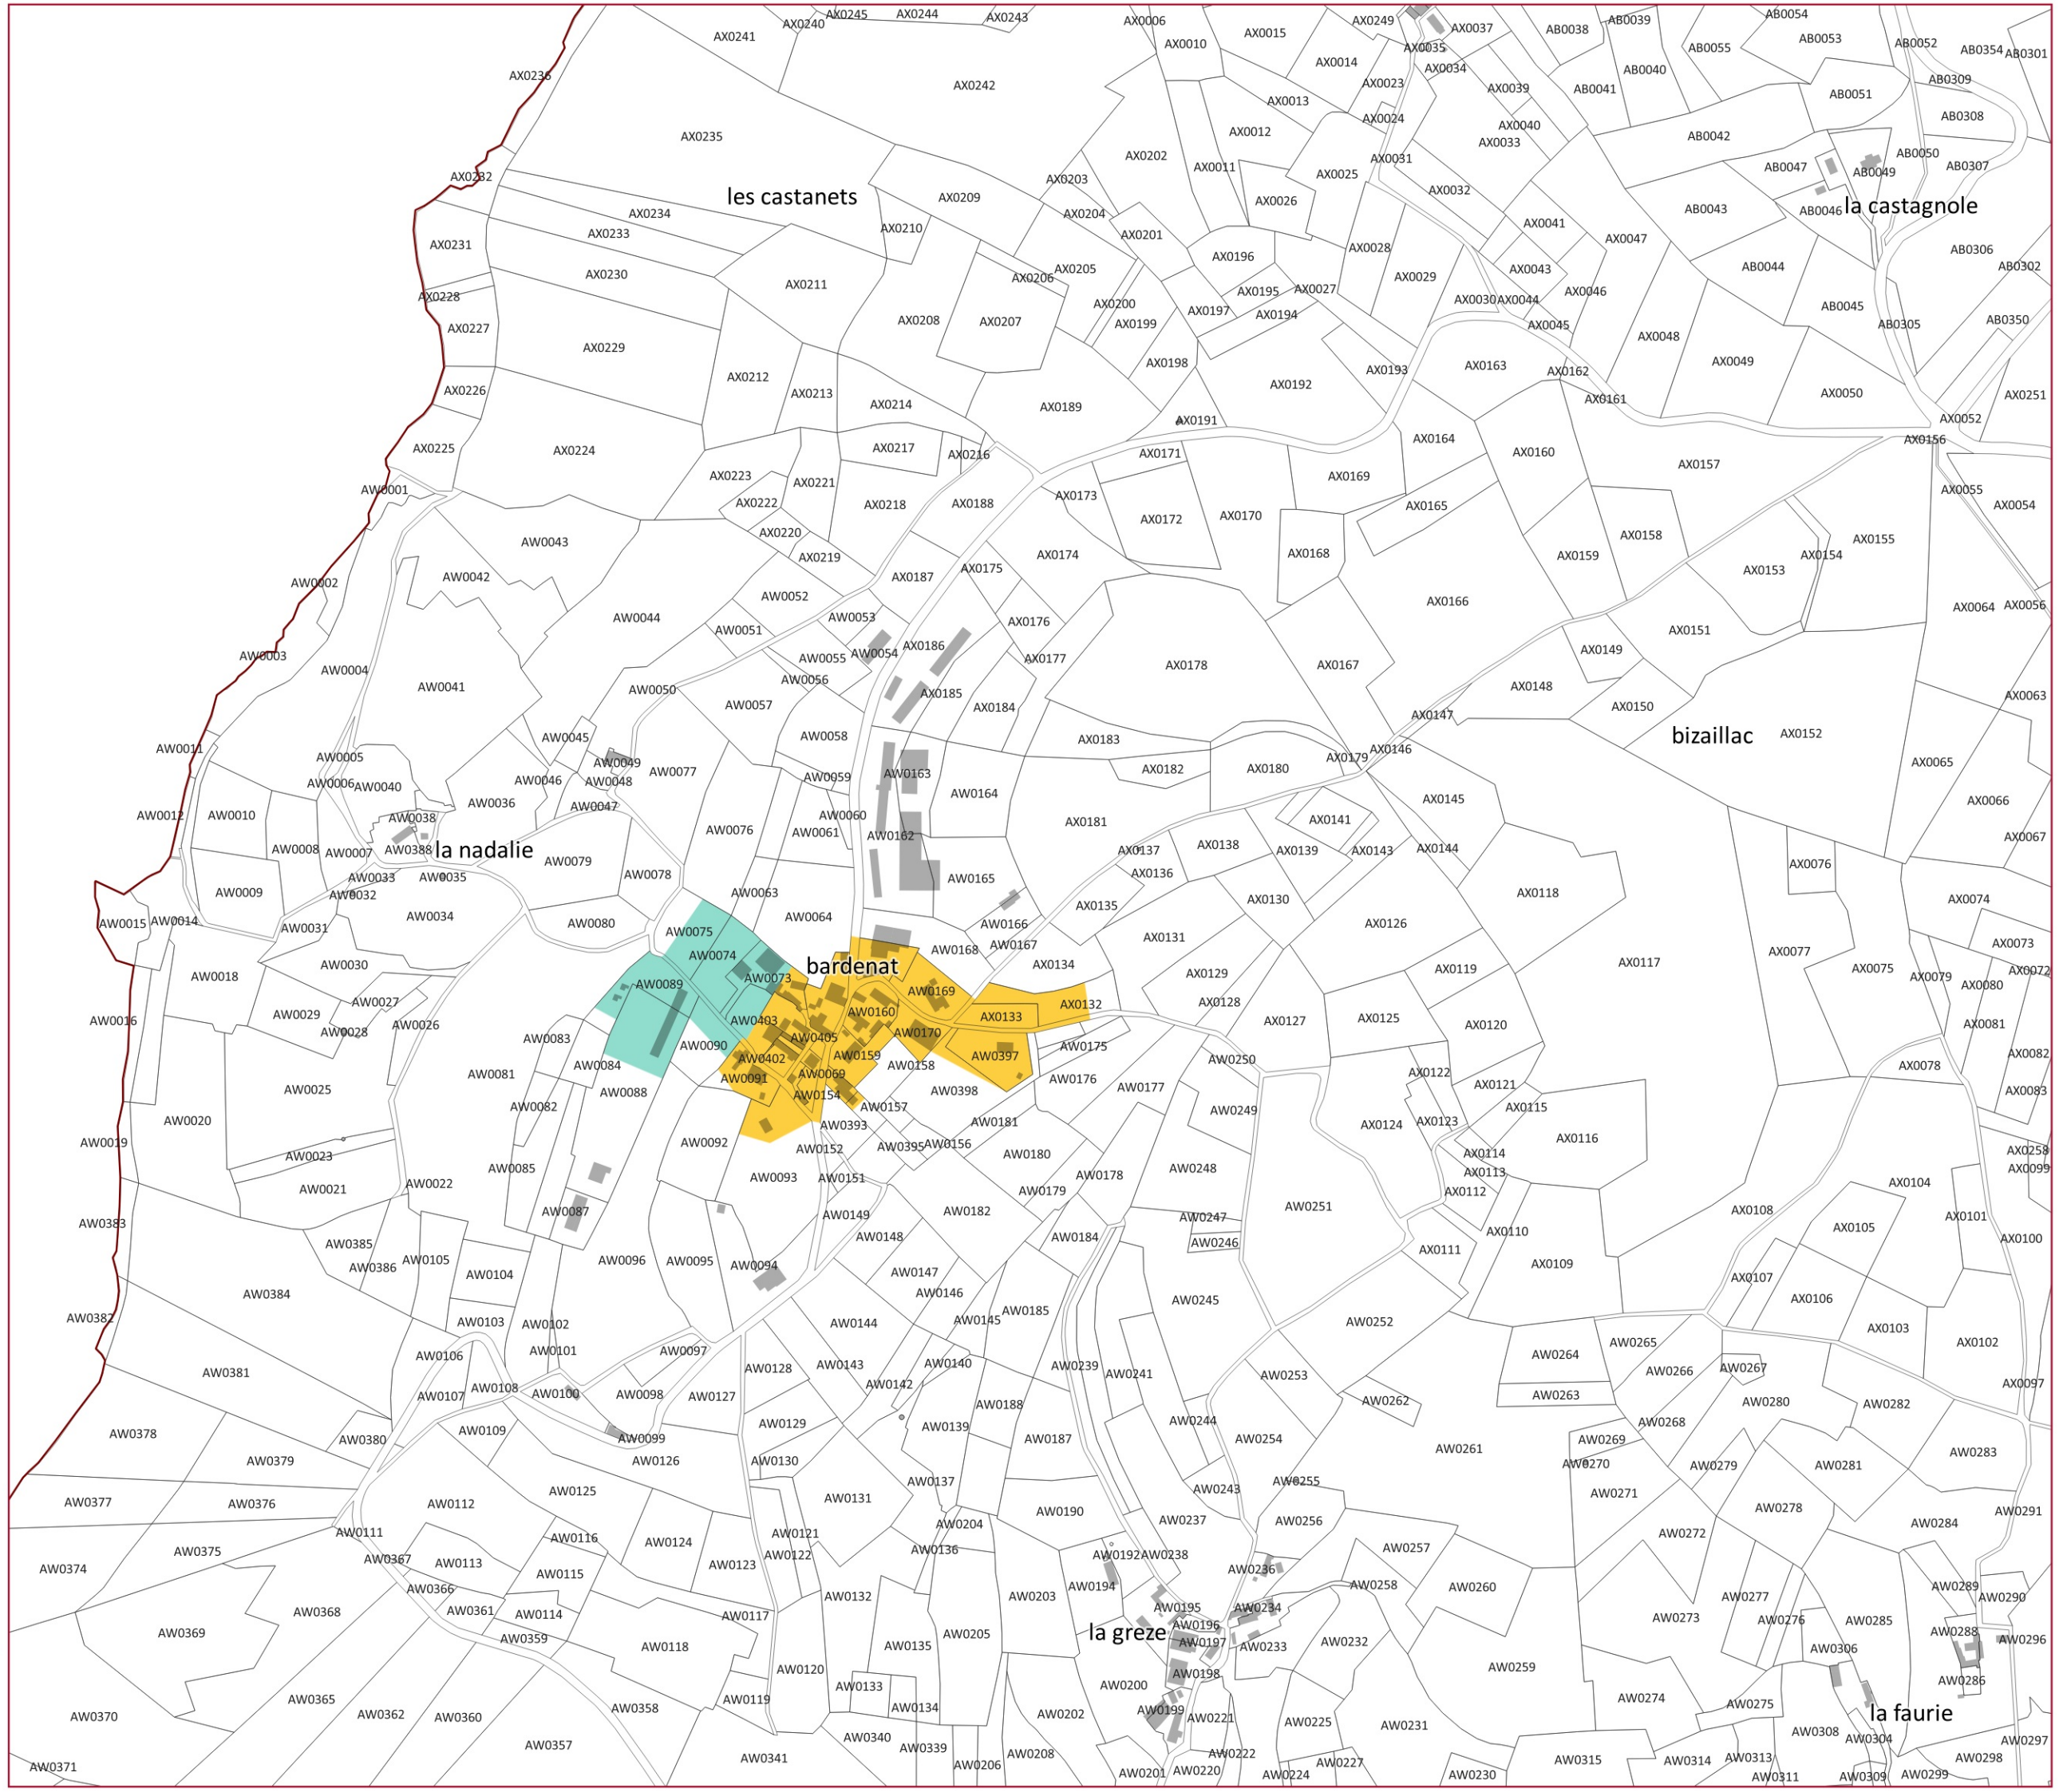 AX0240
AX0245
AX0244
AX0243
AX0006
AX0249
AX0037
AB0039
AB0054
AX0241
AX0010
AX0015
AX0035
AB0038
AB0055
AB0053
AB0052
AB0354
AB0301
AX0236
AX0242
AX0014
AX0023
AX0034
AX0039
AB0041
AB0040
AB0051
AB0309
AX0235
AX0013
AX0012
AX0024
AX0040
AX0033
AB0042
AB0308
AX0202
AX0011
AX0025
AX0031
AB0047
AB0049
AB0050
AB0307
AX0232
AX0203
AX0032
les castanets
AX0209
AX0026
AB0043
AB0046
la castagnole
AX0234
AX0204
AX0041
AX0231
AX0233
AX0210
AX0201
AX0028
AX0047
AB0306
AX0230
AX0211
AX0206
AX0205
AX0196
AX0029
AX0043
AB0044
AB0302
AX0228
AX0200
AX0195
AX0027
AX0030
AX0044
AX0046
AB0045
AX0227
AX0208
AX0207
AX0199
AX0197
AX0194
AX0045
AB0305
AB0350
AX0229
AX0198
AX0048
AX0226
AX0212
AX0213
AX0192
AX0193
AX0163
AX0162
AX0049
AX0050
AX0251
AX0214
AX0189
AX0191
AX0161
AX0052
AX0225
AX0224
AX0217
AX0216
AX0171
AX0164
AX0160
AX0156
AW0001
AX0223
AX0221
AX0173
AX0169
AX0157
AX0055
AX0222
AX0218
AX0188
AX0172
AX0170
AX0165
AX0054
AW0043
AX0220
AX0219
AX0174
AX0168
AX0159
AX0158
AX0154
AX0155
AW0002
AW0042
AX0187
AX0175
AX0153
AW0044
AW0052
AW0053
AX0176
AX0166
AX0064
AX0056
AW0051
AW0054
AX0186
AX0151
AW0003
AW0004
AW0055
AX0177
AX0178
AX0167
AX0149
AW0041
AW0050
AW0056
AX0185
AX0148
AX0063
AW0057
AX0184
AX0147
AX0150
AW0011
AW0005
AW0045
AW0058
AX0183
AX0146
bizaillac
AX0152
AW0049
AX0179
AW0006
AW0040
AW0046
AW0048
AW0077
AW0059
AW0163
AX0182
AX0180
AX0065
AW0012
AW0010
AW0038
AW0036
AW0047
AW0060
AW0164
AX0145
AX0066
AW0076
AW0061
AW0162
AX0181
AX0141
AX0067
AW0008
AW0007
AW0388
la nadalie
AW0079
AX0137
AX0138
AX0139
AX0143
AX0144
AX0076
AW0009
AW0033
AW0035
AW0078
AW0165
AX0136
AW0032
AW0063
AX0130
AX0118
AX0074
AW0015
AW0014
AW0031
AW0034
AW0080
AW0075
AW0064
AW0166
AX0135
AX0126
AX0073
AW0030
AW0074
bardenat
AW0168
AW0167
AX0134
AX0131
AX0119
AX0117
AX0077
AX0075
AX0079
AX0072
AW0018
AW0089
AW0073
AX0129
AX0080
AW0016
AW0029
AW0027
AW0169
AX0132
AX0128
AW0028
AW0026
AW0403
AW0160
AX0133
AX0127
AX0125
AX0120
AX0081
AW0083
AW0090
AW0405
AW0170
AW0175
AW0402
AW0159
AW0397
AW0250
AX0082
AW0084
AW0081
AW0091
AW0069
AW0158
AW0176
AX0122
AX0078
AW0025
AW0088
AW0154
AW0398
AW0177
AX0121
AX0083
AW0082
AW0157
AW0249
AX0115
AW0020
AW0393
AW0181
AX0124
AX0123
AW0019
AW0092
AW0152
AW0395
AW0156
AX0116
AW0023
AW0180
AX0114
AX0258
AW0085
AW0093
AW0151
AW0178
AW0248
AX0113
AX0099
AW0021
AW0022
AW0179
AX0112
AX0104
AW0383
AW0087
AW0149
AW0182
AW0247
AW0251
AX0110
AX0108
AX0105
AX0101
AW0385
AW0148
AW0184
AW0246
AX0111
AX0100
AW0386
AW0105
AW0104
AW0096
AW0095
AW0094
AW0147
AX0109
AX0107
AW0384
AW0146
AW0245
AX0106
AW0382
AW0103
AW0102
AW0144
AW0145
AW0185
AW0252
AX0103
AX0102
AW0106
AW0101
AW0097
AW0128
AW0143
AW0140
AW0239
AW0241
AW0253
AW0264
AW0265
AW0266
AW0267
AW0381
AW0107
AW0108
AW0100
AW0098
AW0127
AW0142
AW0188
AW0262
AW0263
AX0097
AW0378
AW0380
AW0109
AW0099
AW0129
AW0139
AW0187
AW0244
AW0254
AW0268
AW0280
AW0282
AW0379
AW0126
AW0130
AW0261
AW0269
AW0270
AW0279
AW0281
AW0283
AW0377
AW0376
AW0112
AW0125
AW0131
AW0137
AW0243
AW0255
AW0271
AW0278
AW0291
AW0111
AW0116
AW0121
AW0204
AW0190
AW0237
AW0256
AW0272
AW0284
AW0375
AW0124
AW0122
AW0136
AW0257
AW0374
AW0367
AW0113
AW0123
AW0192
AW0238
AW0366
AW0115
AW0132
AW0203
AW0194
AW0236
AW0258
AW0260
AW0277
AW0289
AW0290
AW0369
AW0368
AW0361
AW0114
AW0117
AW0195
AW0234
AW0273
AW0276
AW0285
AW0359
AW0118
AW0135
AW0205
la greze
AW0196
AW0197
AW0233
AW0232
AW0306
AW0288
AW0296
AW0120
AW0133
AW0200
AW0198
AW0259
AW0286
AW0370
AW0365
AW0362
AW0360
AW0358
AW0119
AW0134
AW0202
AW0199
AW0221
AW0225
AW0231
AW0274
AW0275
la faurie
AW0371
AW0357
AW0341
AW0340
AW0339
AW0206
AW0208
AW0201
AW0220
AW0222
AW0224
AW0227
AW0230
AW0315
AW0314
AW0313
AW0311
AW0308
AW0304
AW0309
AW0299
AW0298
AW0297